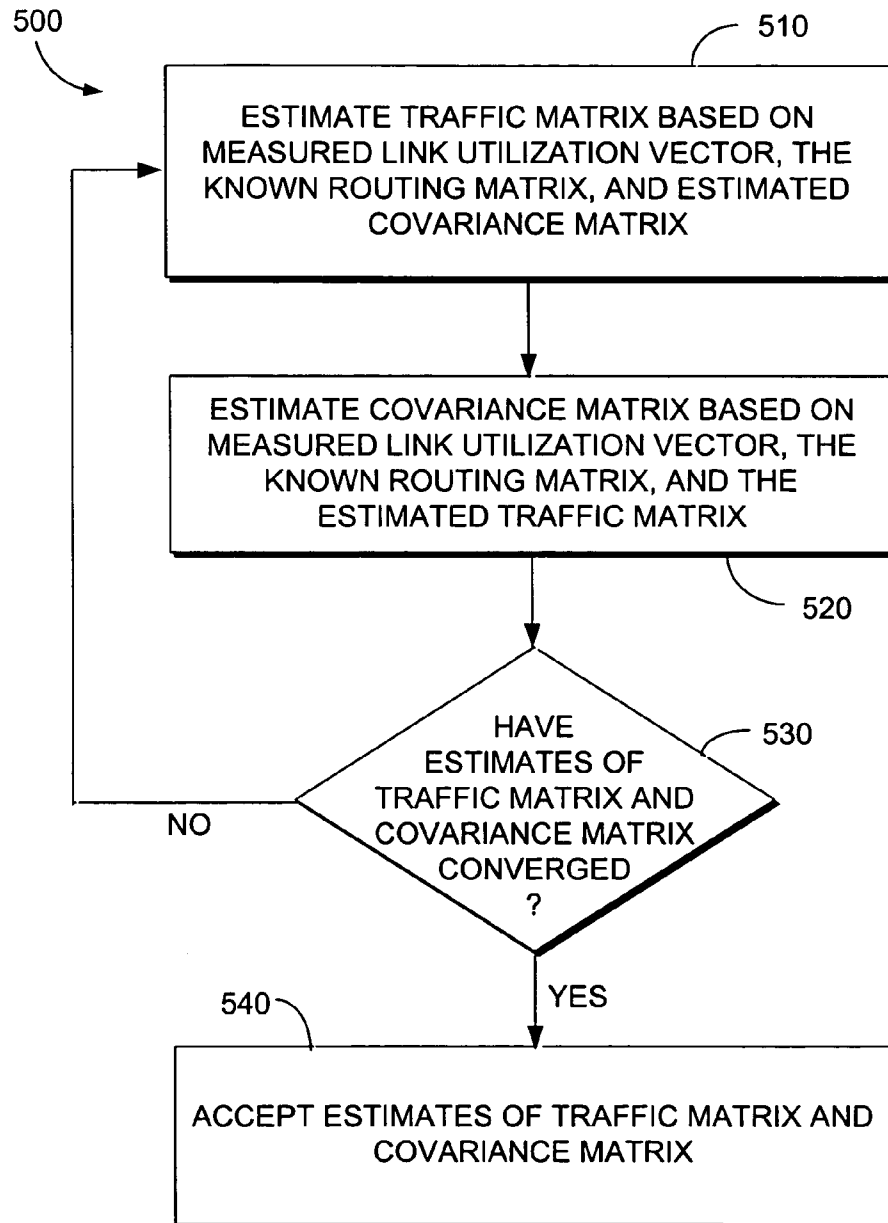 500
510
ESTIMATE TRAFFIC MATRIX BASED ON
MEASURED LINK UTILIZATION VECTOR, THE
KNOWN ROUTING MATRIX, AND ESTIMATED
COVARIANCE MATRIX
ESTIMATE COVARIANCE MATRIX BASED ON
MEASURED LINK UTILIZATION VECTOR, THE
KNOWN ROUTING MATRIX, AND THE
ESTIMATED TRAFFIC MATRIX
520
530
HAVE
ESTIMATES OF
TRAFFIC MATRIX AND
COVARIANCE MATRIX
CONVERGED
?
NO
YES
540
ACCEPT ESTIMATES OF TRAFFIC MATRIX AND
COVARIANCE MATRIX